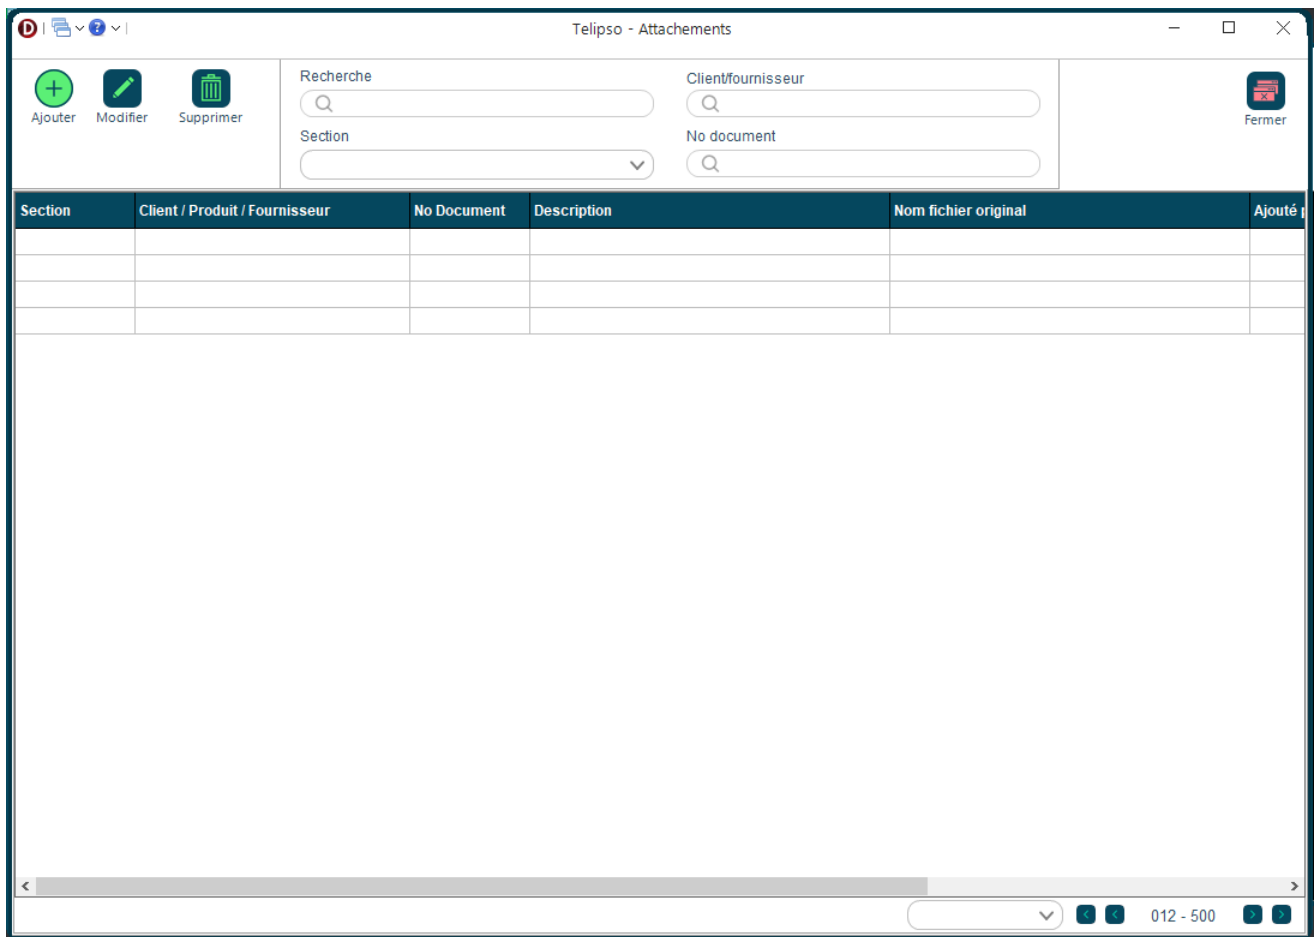 Telipso - Attachements
Ajouter
Modifier
Supprimer
Recherche
Client/fournisseur
Section
No document
Fermer
Section
Client / Produit / Fournisseur
No Document
Description
Nom fichier original
Ajouté
012 - 500